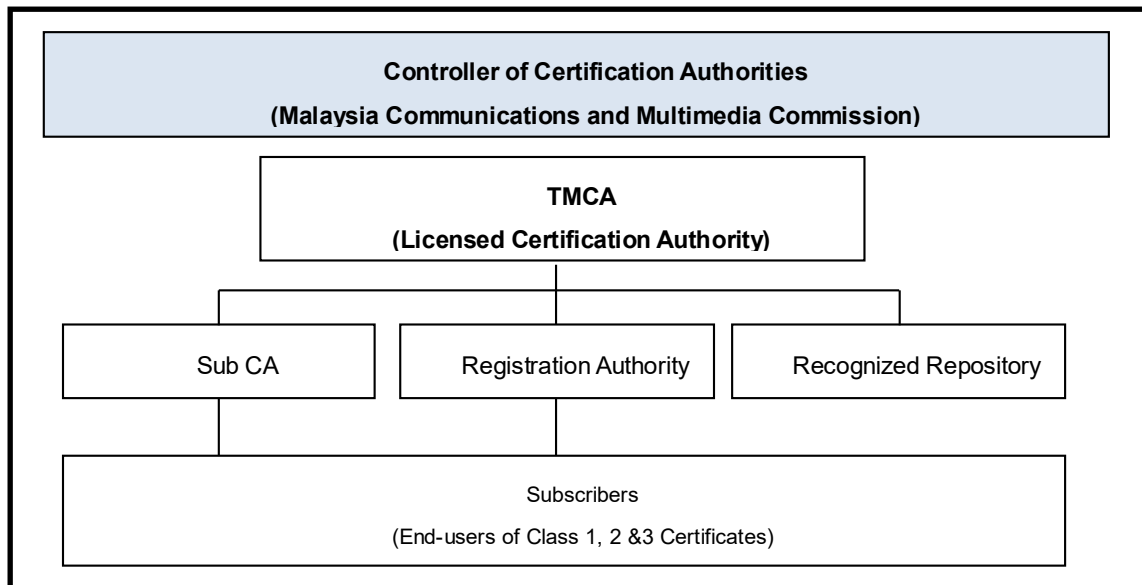 Controller of Certification Authorities
(Malaysia Communications and Multimedia Commission)
TMCA
(Licensed Certification Authority)
Sub CA
Registration Authority
Recognized Repository
Subscribers
(End-users of Class 1, 2 &3 Certificates)